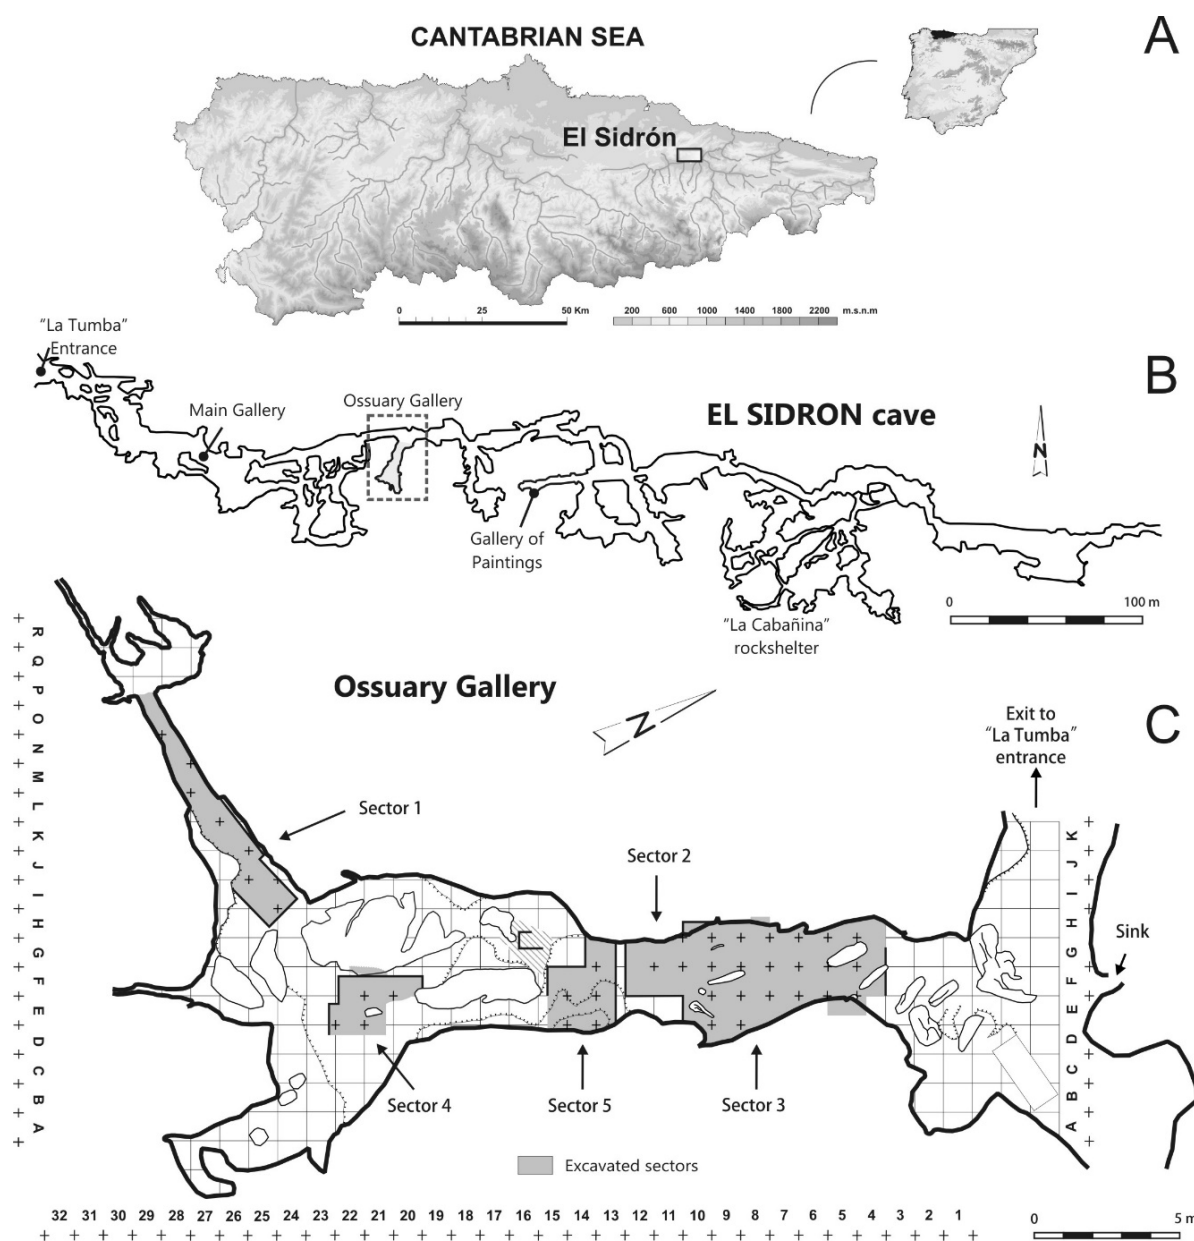 A
CANTABRIAN SEA
El Sidrón
0 25 50 Km
200 600 1000 1400 1800 2200 m.s.n.m
B
"La Tumba"
Entrance
Main Gallery
Ossuary Gallery
EL SIDRON cave
N
Gallery of
Paintings
"La Cabañina"
rockshelter
0 100 m
C
Ossuary Gallery
N
Exit to
"La Tumba"
entrance
R
Q
P
O
N
M
L
K
J
I
H
G
F
E
D
C
B
A
Sector 1
Sector 2
K
J
I
H
G
F
E
D
C
B
A
Sink
Sector 4
Sector 5
Sector 3
Excavated sectors
32 31 30 29 28 27 26 25 24 23 22 21 20 19 18 17 16 15 14 13 12 11 10 9 8 7 6 5 4 3 2 1
0 5 m